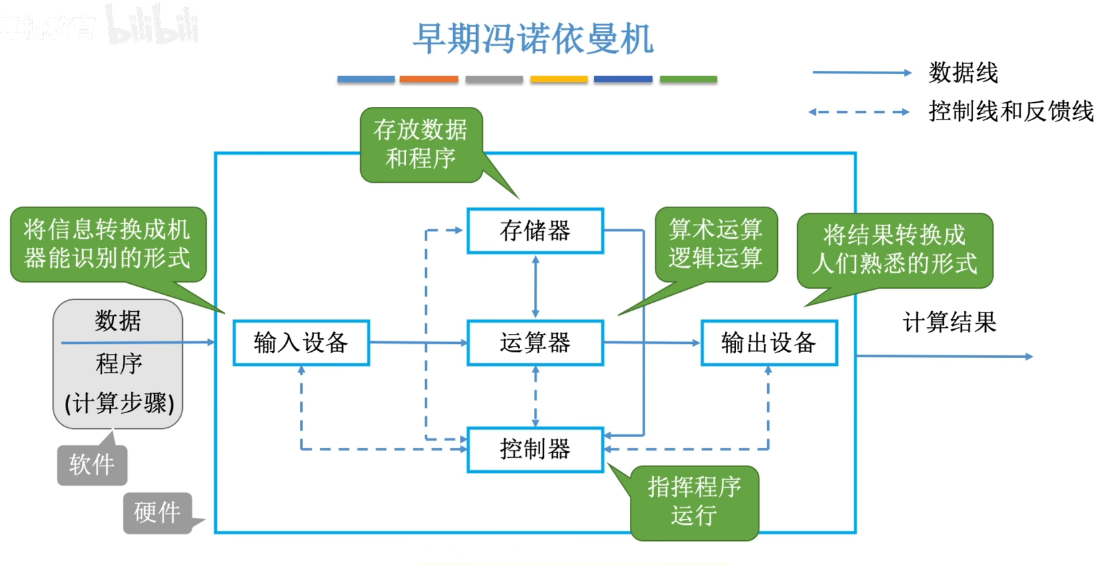 bilibili
早期冯诺依曼机
数据线
控制线和反馈线
存放数据
和程序
将信息转换成机
器能识别的形式
存储器
算术运算
逻辑运算
将结果转换成
人们熟悉的形式
数据
程序
(计算步骤)
输入设备
运算器
输出设备
计算结果
控制器
软件
硬件
指挥程序
运行